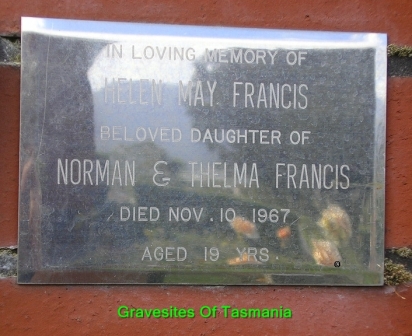 IN LOVING MEMORY OF
HELEN MAY FRANCIS
BELOVED DAUGHTER OF
NORMAN & THELMA FRANCIS
DIED NOV. 10 1967
AGED 19 YRS.
Gravesites Of Tasmania